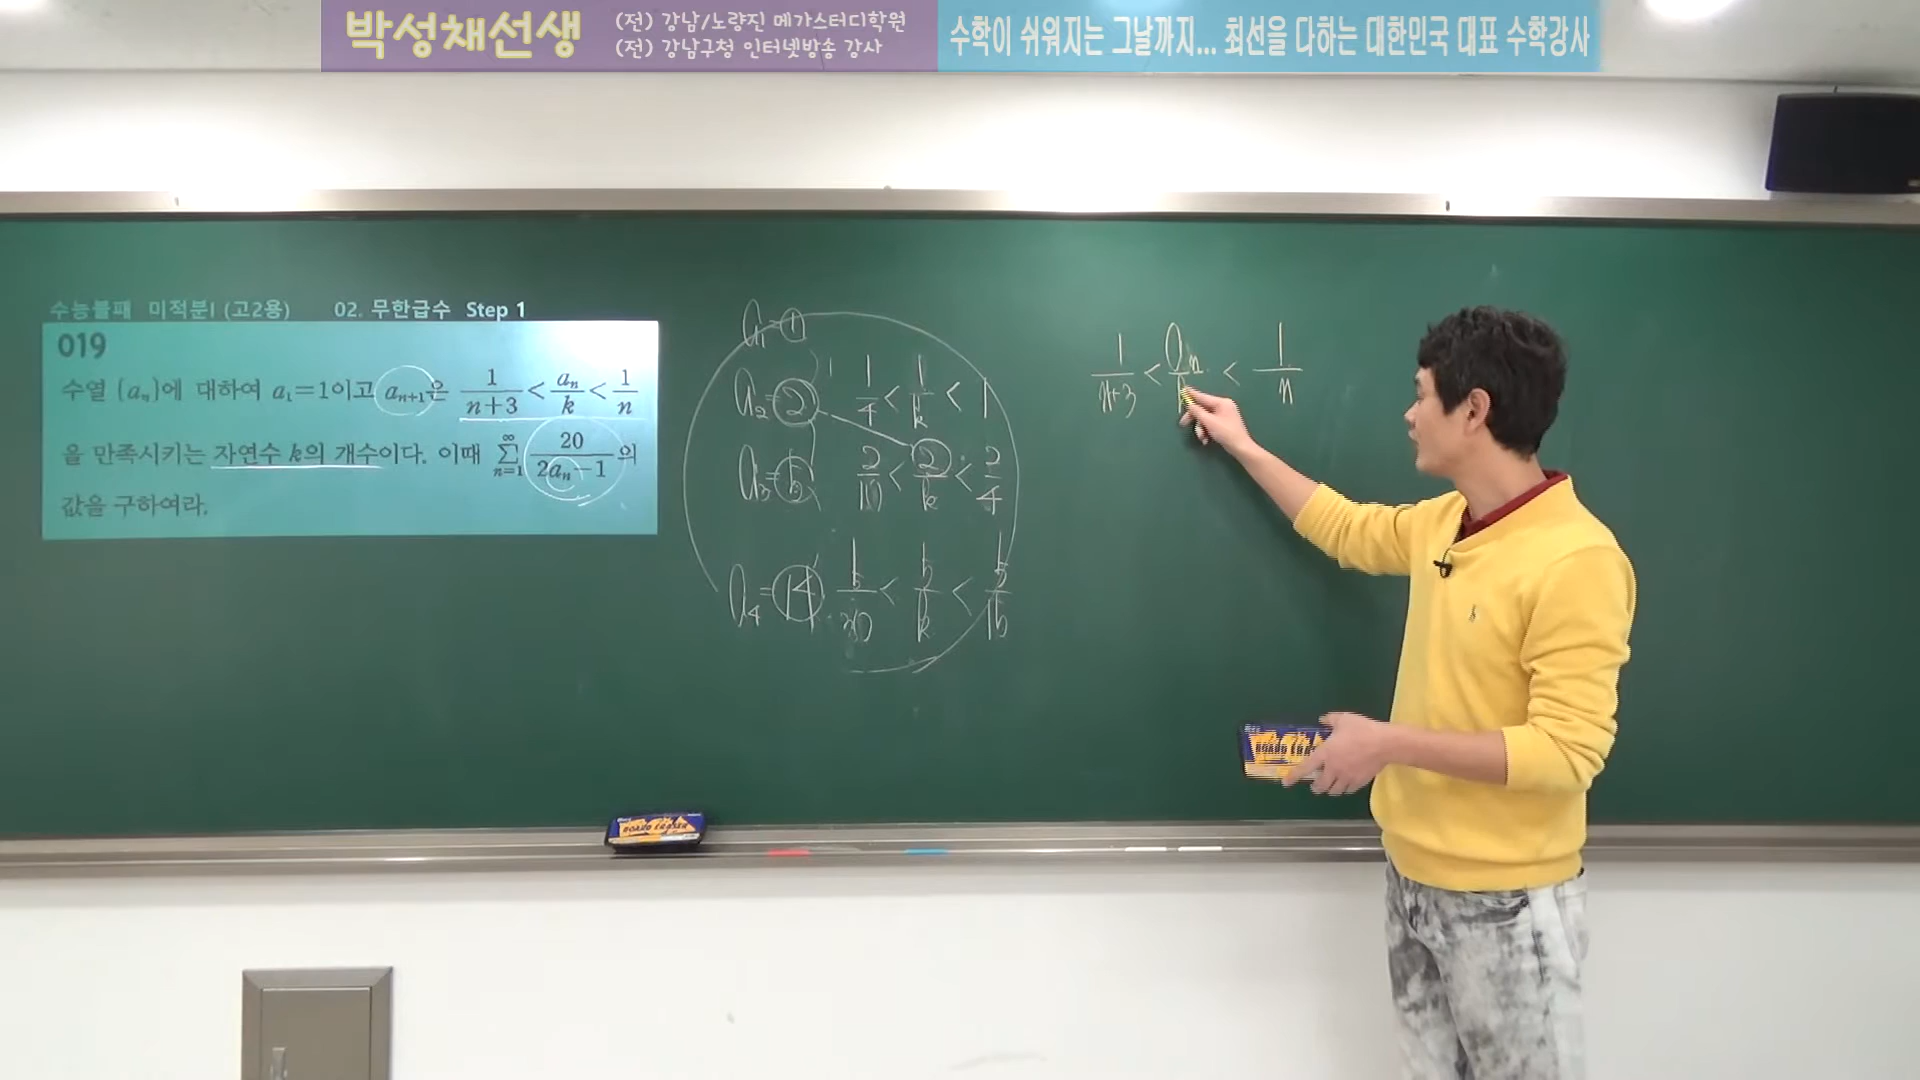 박성채선생
(전) 강남/노량진 메가스터디학원
(전) 강남구청 인터넷방송 강사
수학이 쉬워지는 그날까지... 최선을 다하는 대한민국 대표 수학강사
수능불패 미적분I (고2용) 02. 무한급수 Step 1
019
수열 {aₙ}에 대하여 a₁=1이고 aₙ₊₁은 1/(n+3) < aₙ/k < 1/n
을 만족시키는 자연수 k의 개수이다. 이때 ∑_{n=1}^{∞} 20/(2aₙ-1)의
값을 구하여라.
a₁=1
a₂=2 1/4 < 1/k < 1
a₃=5 2/10 < 2/k < 2/4
a₄=14 5/30 < 5/k < 5/15
1/(n+3) < aₙ/k < 1/n
BOARD ERASER